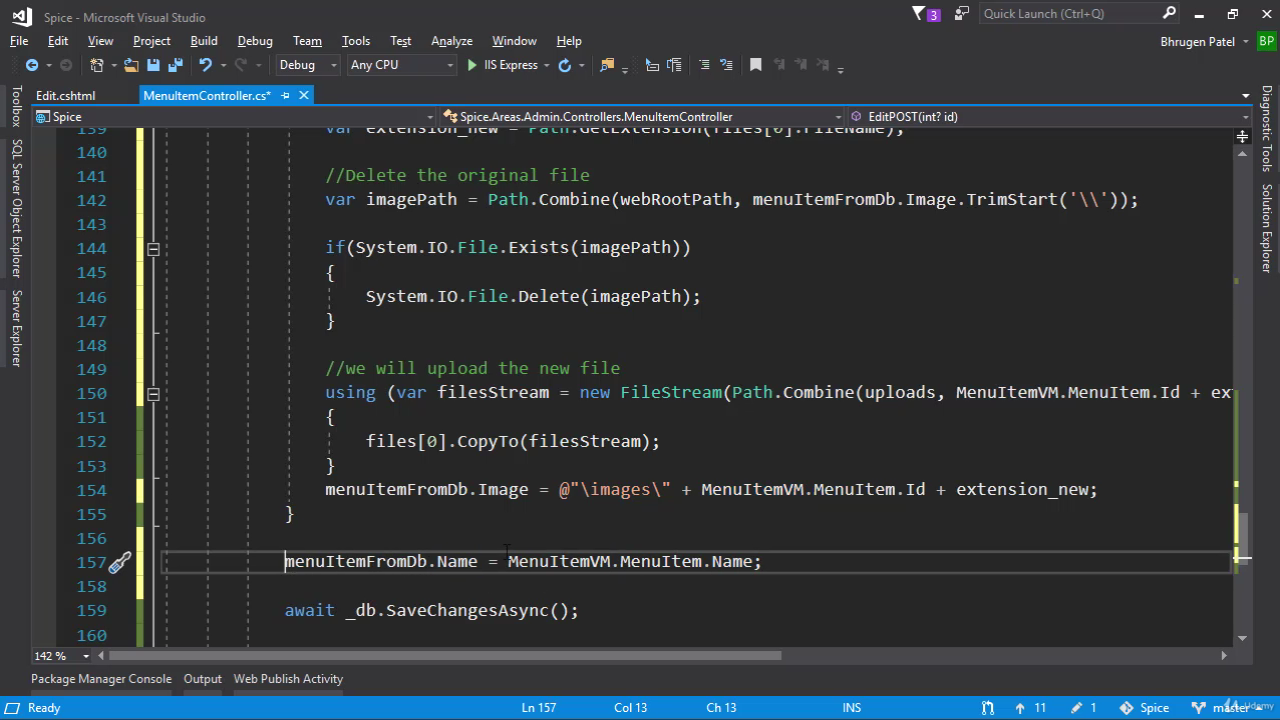 Spice - Microsoft Visual Studio
3
Quick Launch (Ctrl+Q)
File Edit View Project Build Debug Team Tools Test Analyze Window Help
Bhrugen Patel BP
Debug Any CPU IIS Express
Edit.cshtml MenuItemController.cs*
Spice Spice.Areas.Admin.Controllers.MenuItemController EditPOST(int? id)
Toolbox
SQL Server Object Explorer
Server Explorer
Diagnostic Tools
Solution Explorer
139 var extension_new = Path.GetExtension(files[0].FileName);
140
141 //Delete the original file
142 var imagePath = Path.Combine(webRootPath, menuItemFromDb.Image.TrimStart('\\'));
143
144 if(System.IO.File.Exists(imagePath))
145 {
146 System.IO.File.Delete(imagePath);
147 }
148
149 //we will upload the new file
150 using (var filesStream = new FileStream(Path.Combine(uploads, MenuItemVM.MenuItem.Id + ex
151 {
152 files[0].CopyTo(filesStream);
153 }
154 menuItemFromDb.Image = @"\images\" + MenuItemVM.MenuItem.Id + extension_new;
155 }
156
157 menuItemFromDb.Name = MenuItemVM.MenuItem.Name;
158
159 await _db.SaveChangesAsync();
160
142 %
Package Manager Console Output Web Publish Activity
Ready Ln 157 Col 13 Ch 13 INS 11 1 Spice master
Udemy